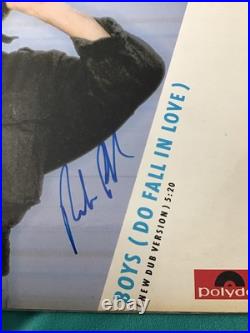 BOYS ( DO FALL IN LOVE )
NEW DUB VERSION) 5:20
polydo